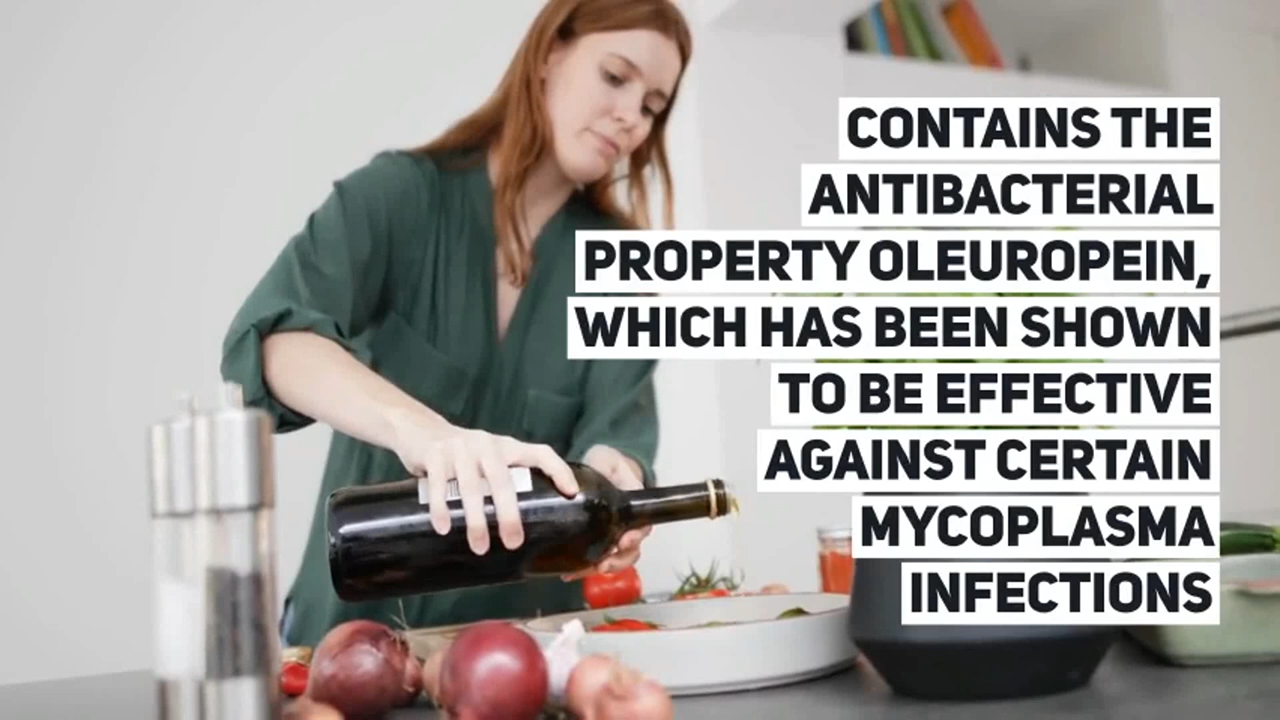 CONTAINS THE
ANTIBACTERIAL
PROPERTY OLEUROPEIN,
WHICH HAS BEEN SHOWN
TO BE EFFECTIVE
AGAINST CERTAIN
MYCOPLASMA
INFECTIONS